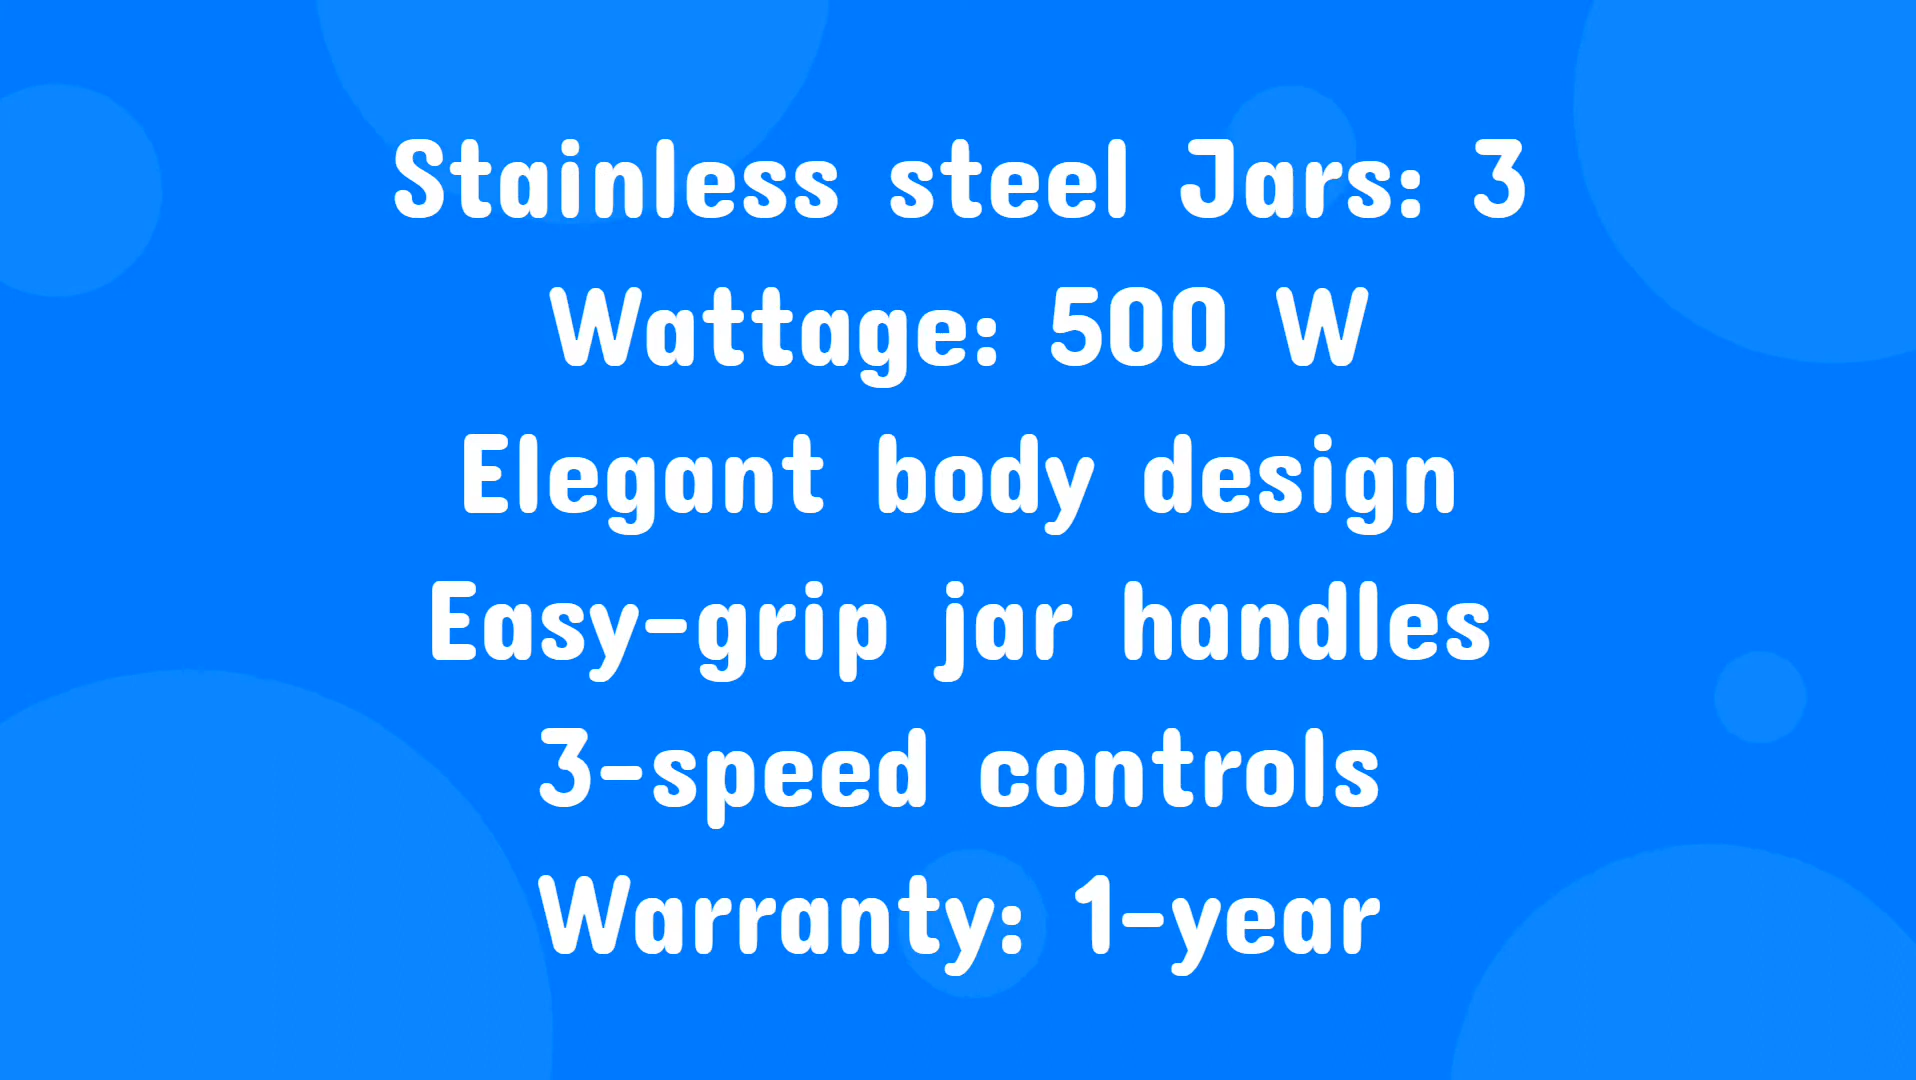 Stainless steel Jars: 3
Wattage: 500 W
Elegant body design
Easy-grip jar handles
3-speed controls
Warranty: 1-year